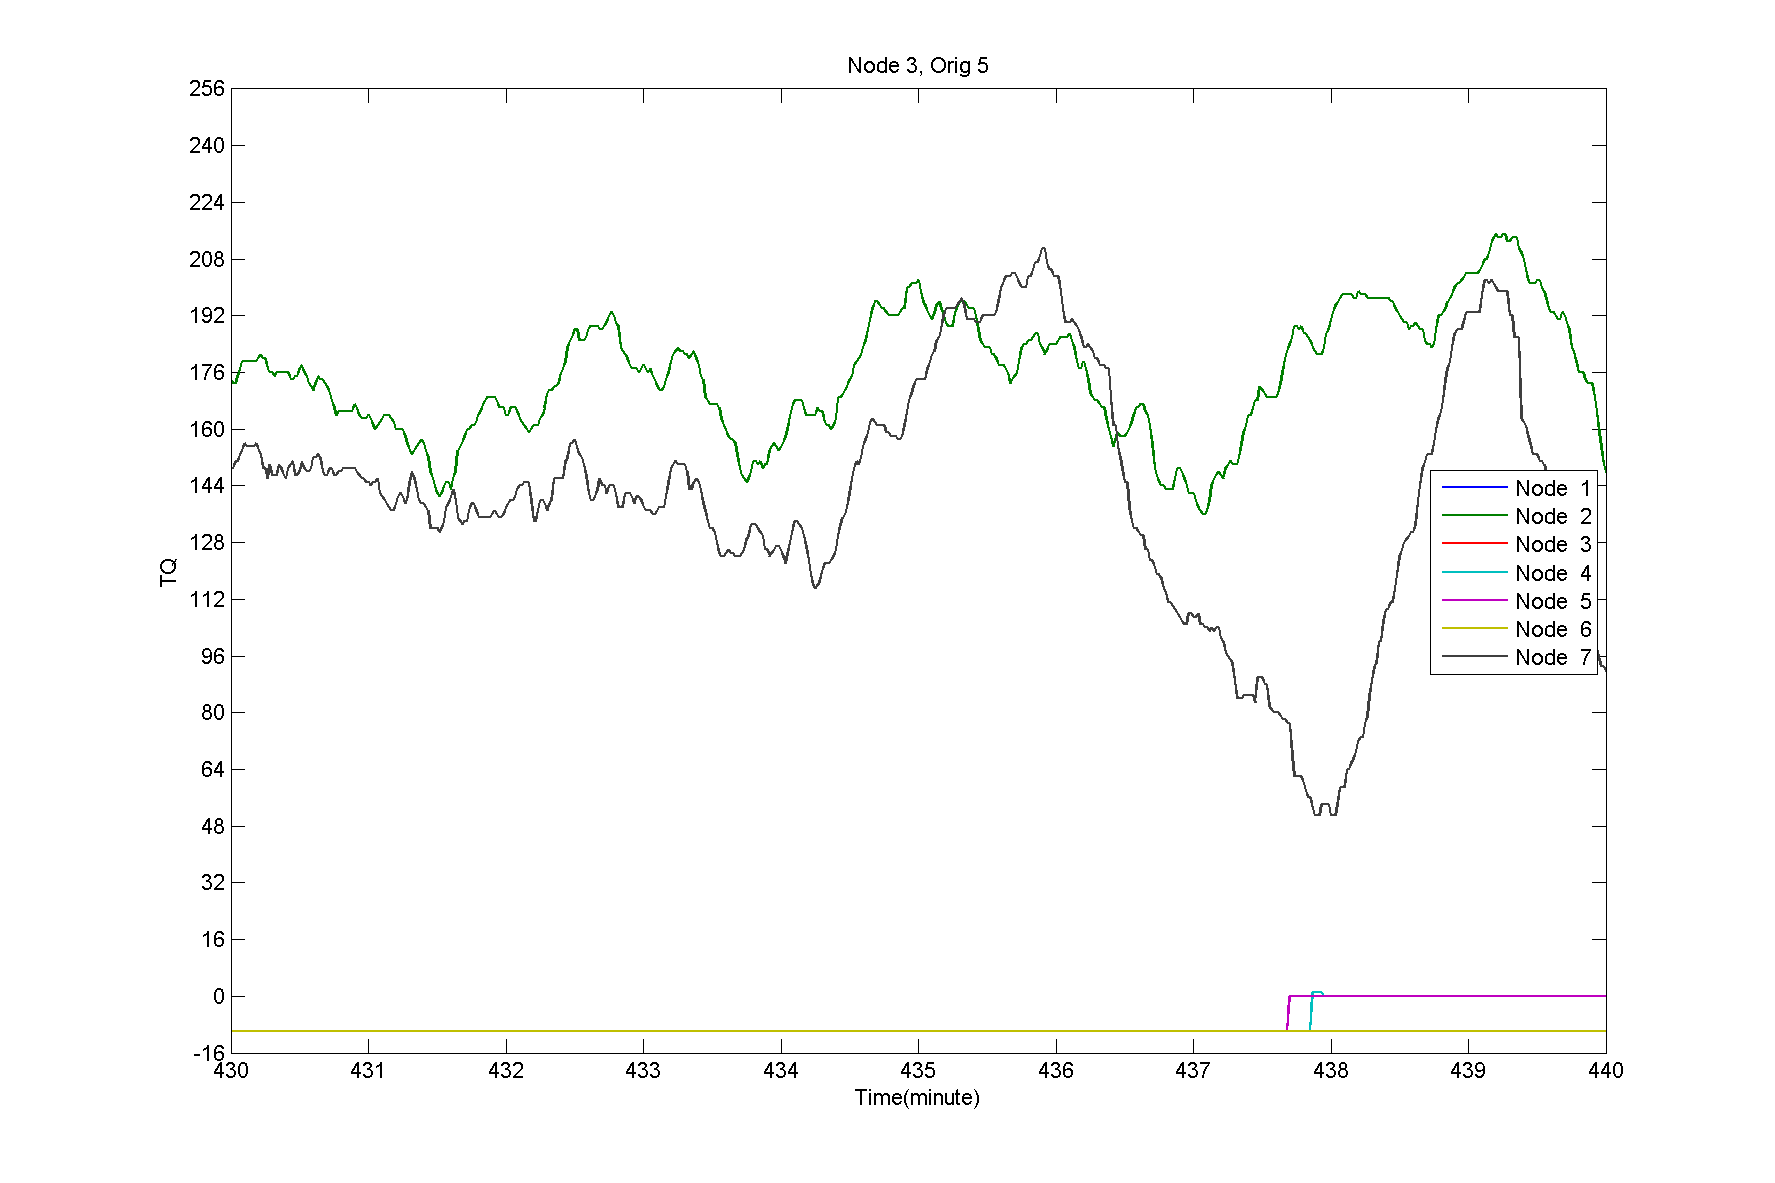 Node 3, Orig 5
256
240
224
208
192
176
160
144
128
112
96
80
64
48
32
16
0
-16
TQ
430 431 432 433 434 435 436 437 438 439 440
Time(minute)
Node 1
Node 2
Node 3
Node 4
Node 5
Node 6
Node 7